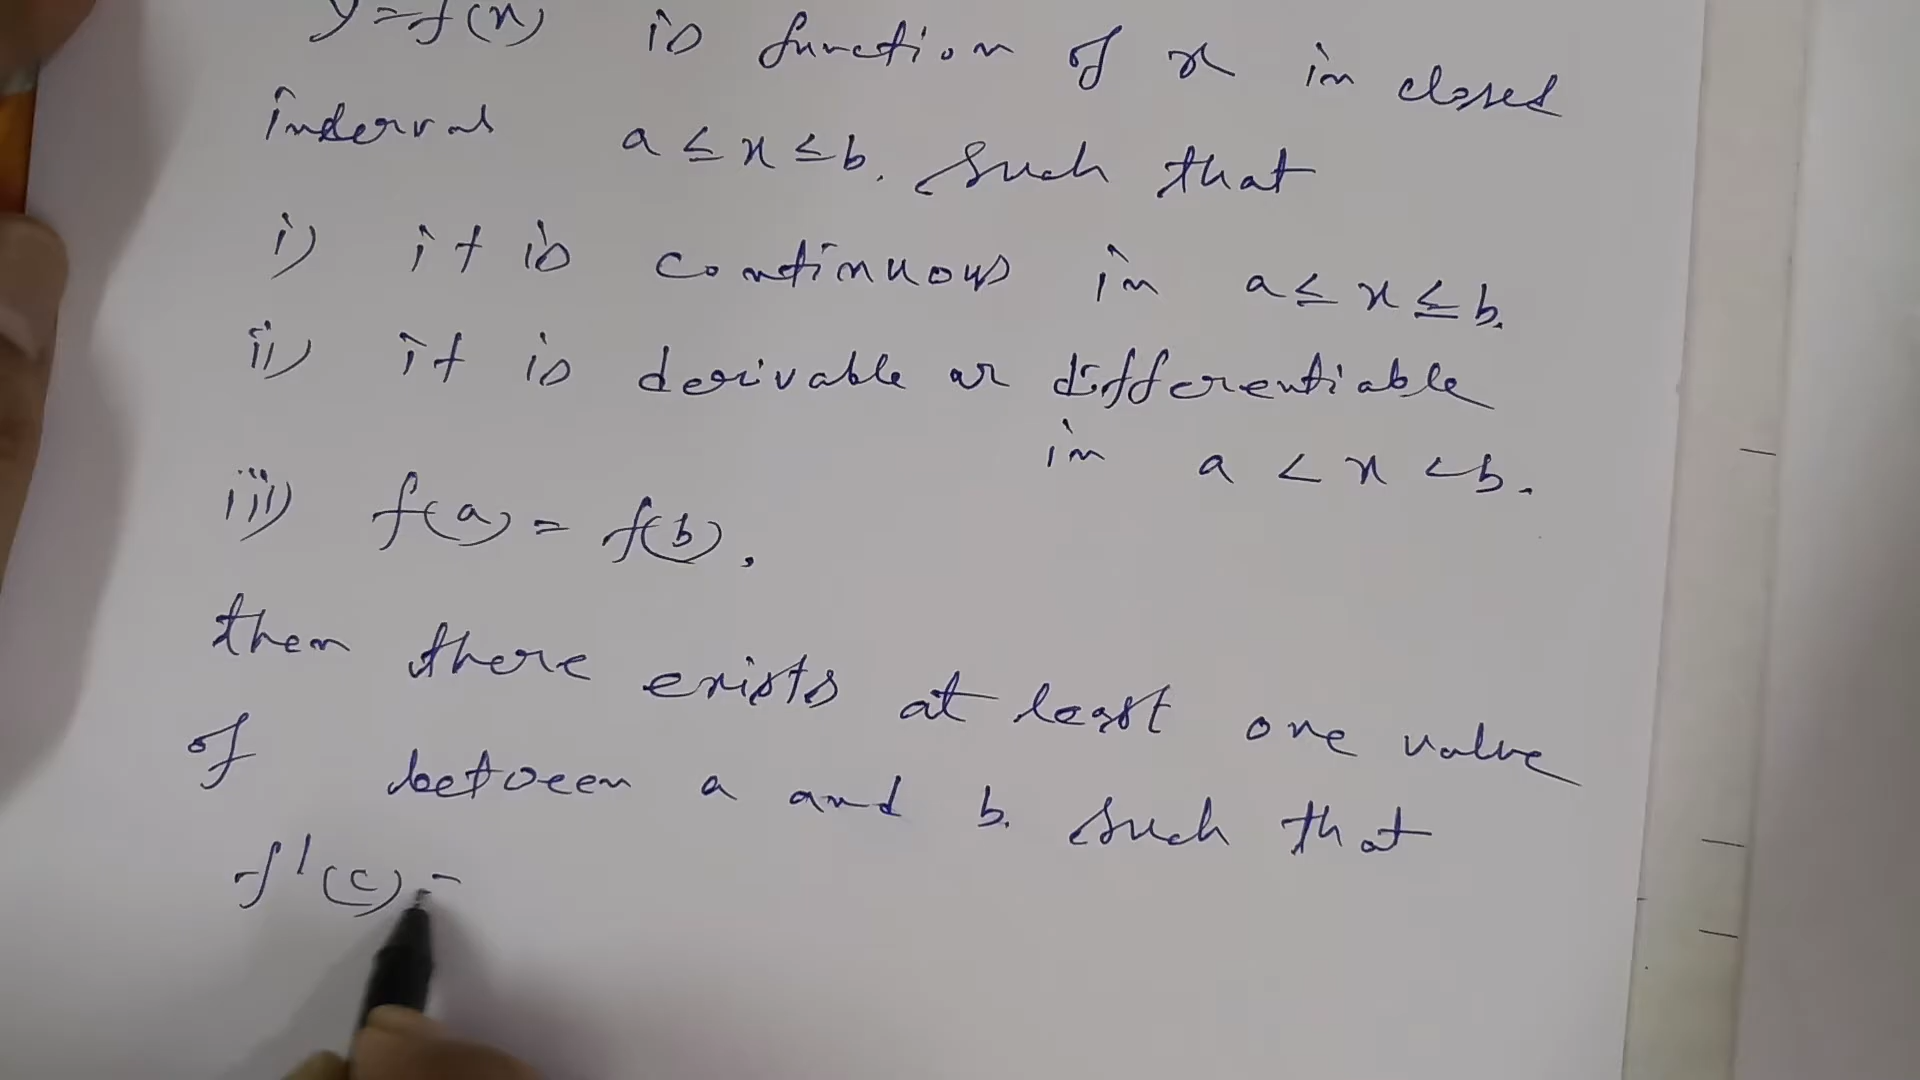 y=f(x) is function of x in closed
interval a ≤ x ≤ b. such that
i) it is continuous in a ≤ x ≤ b.
ii) it is derivable or differentiable
in a < x < b.
iii) f(a) = f(b).
then there exists at least one value
of between a and b. such that
f'(c) =